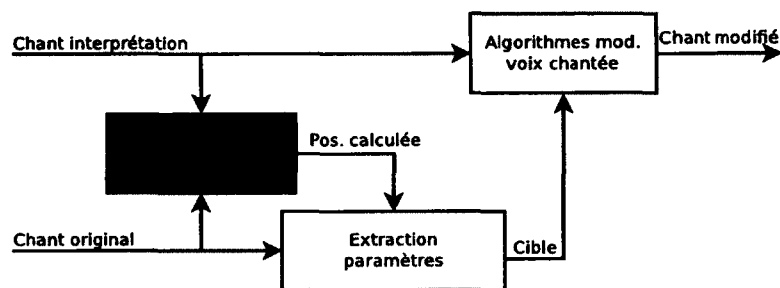 Chant interprétation
Algorithmes mod.
voix chantée
Chant modifié
Pos. calculée
Chant original
Extraction
paramètres
Cible